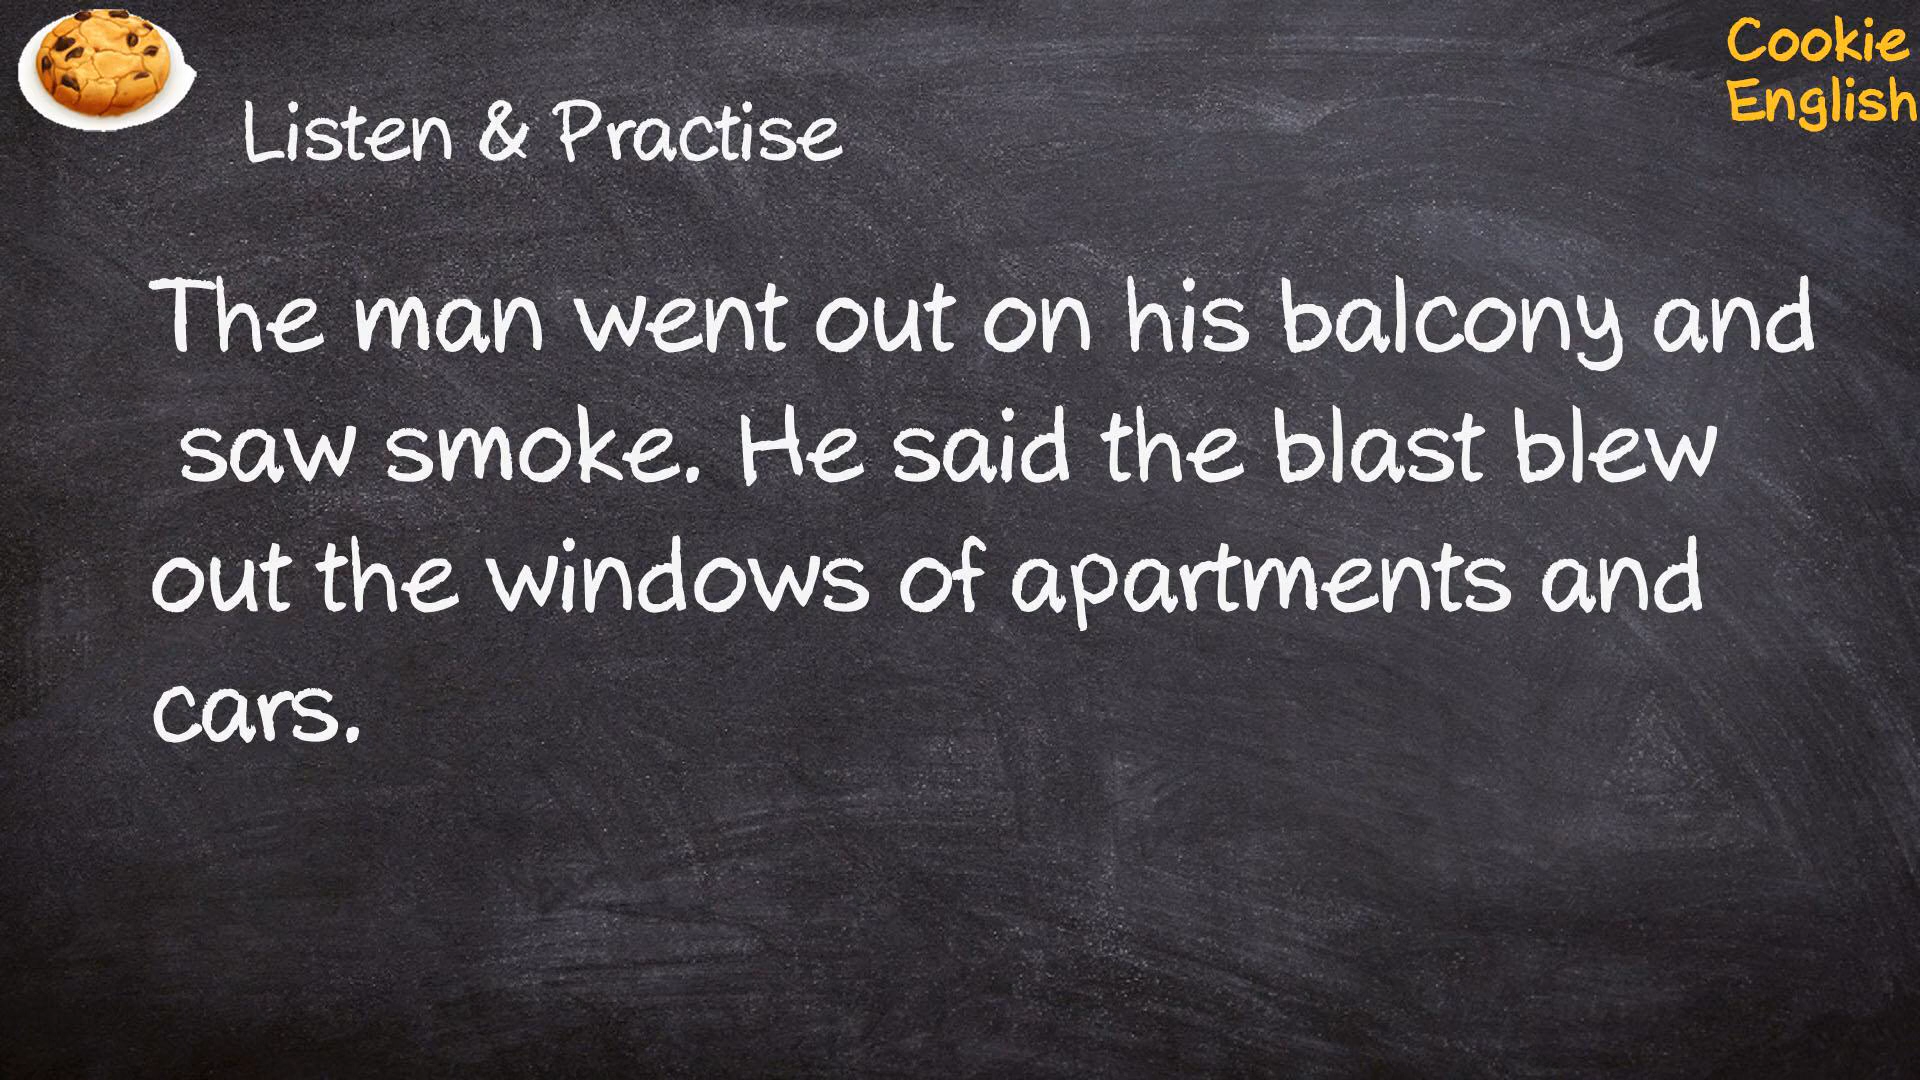 Cookie
English
Listen & Practise
The man went out on his balcony and
saw smoke. He said the blast blew
out the windows of apartments and
cars.